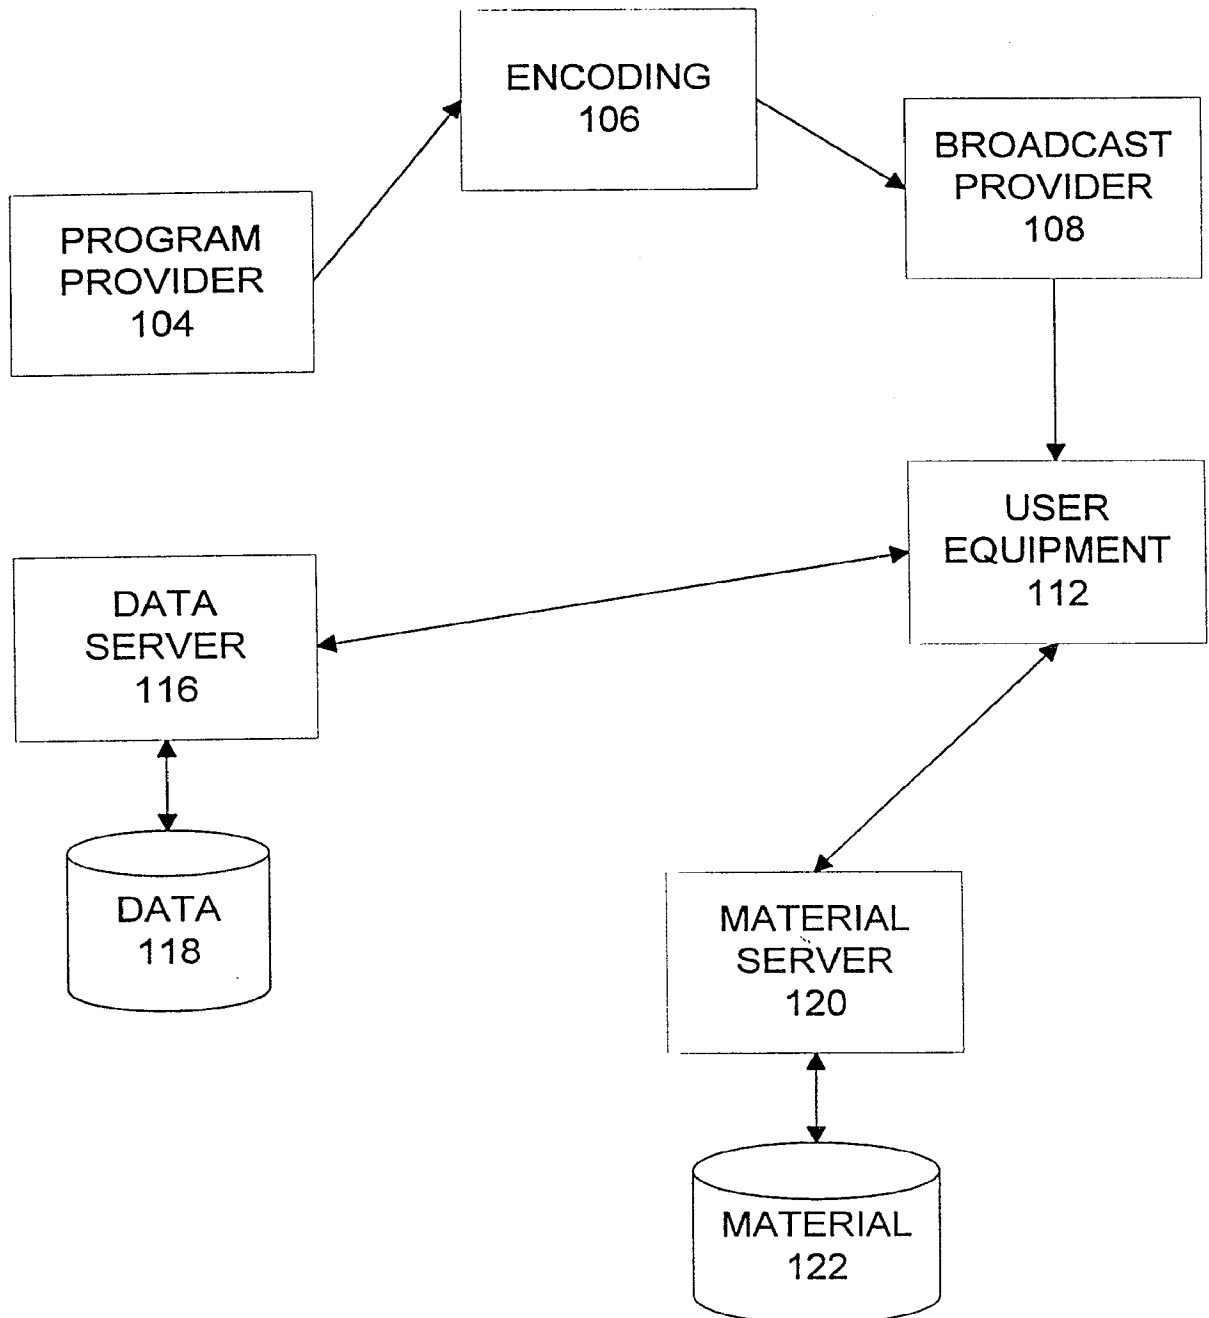 ENCODING
106
BROADCAST
PROVIDER
108
PROGRAM
PROVIDER
104
USER
EQUIPMENT
112
DATA
SERVER
116
DATA
118
MATERIAL
SERVER
120
MATERIAL
122